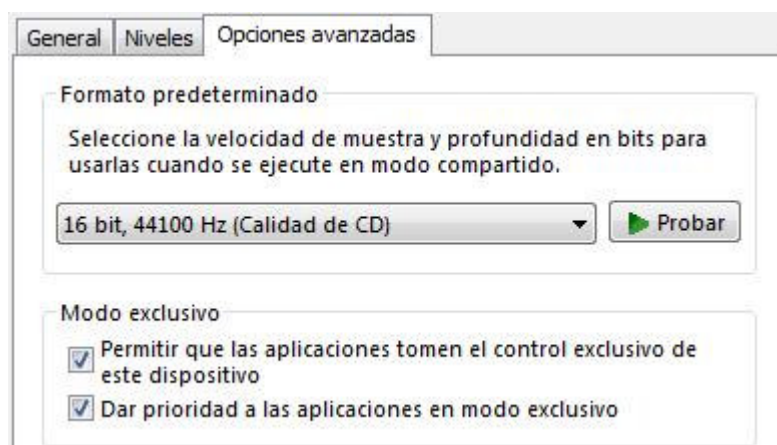 General Niveles Opciones avanzadas
Formato predeterminado
Seleccione la velocidad de muestra y profundidad en bits para
usarlas cuando se ejecute en modo compartido.
16 bit, 44100 Hz (Calidad de CD) Probar
Modo exclusivo
Permitir que las aplicaciones tomen el control exclusivo de
este dispositivo
Dar prioridad a las aplicaciones en modo exclusivo